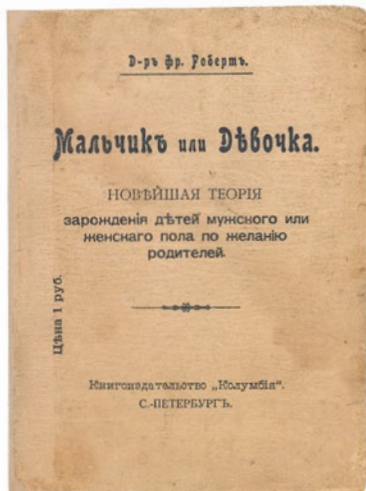 Д-ръ Фр. Робертъ.
Мальчикъ или Дѣвочка.
НОВѢЙШАЯ ТЕОРІЯ
зарожденія дѣтей мужского или
женскаго пола по желанію
родителей.
Цѣна 1 руб.
Книгоиздательство „Колумбія“.
С.-ПЕТЕРБУРГЪ.